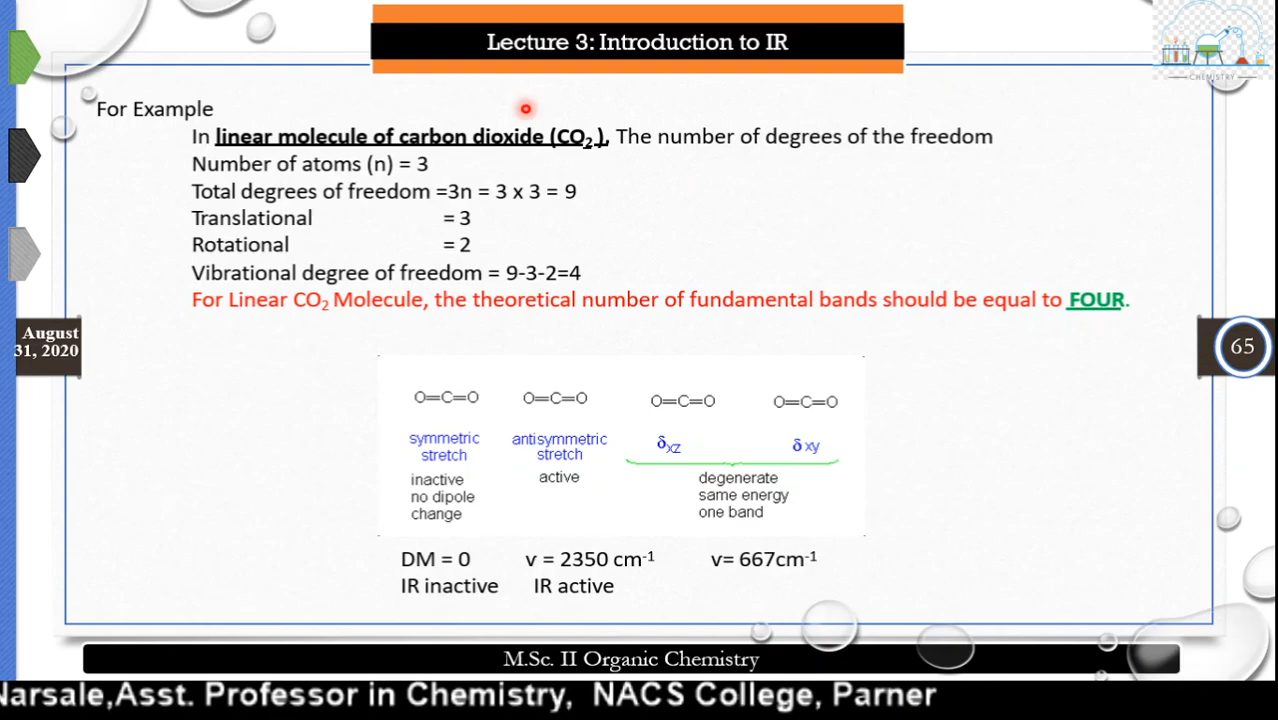 Lecture 3: Introduction to IR
CHEMISTRY
For Example
In linear molecule of carbon dioxide (CO₂ ), The number of degrees of the freedom
Number of atoms (n) = 3
Total degrees of freedom =3n = 3 x 3 = 9
Translational = 3
Rotational = 2
Vibrational degree of freedom = 9-3-2=4
For Linear CO₂ Molecule, the theoretical number of fundamental bands should be equal to FOUR.
August
31, 2020
65
O=C=O O=C=O O=C=O O=C=O
symmetric antisymmetric δxz δ xy
stretch stretch
inactive active degenerate
no dipole same energy
change one band
DM = 0 v = 2350 cm⁻¹ v= 667cm⁻¹
IR inactive IR active
M.Sc. II Organic Chemistry
Narsale,Asst. Professor in Chemistry, NACS College, Parner